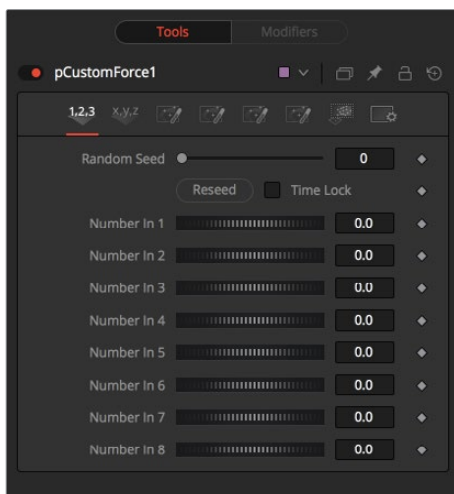 Tools Modifiers
pCustomForce1
1,2,3 x,y,z
Random Seed 0
Reseed Time Lock
Number In 1 0.0
Number In 2 0.0
Number In 3 0.0
Number In 4 0.0
Number In 5 0.0
Number In 6 0.0
Number In 7 0.0
Number In 8 0.0